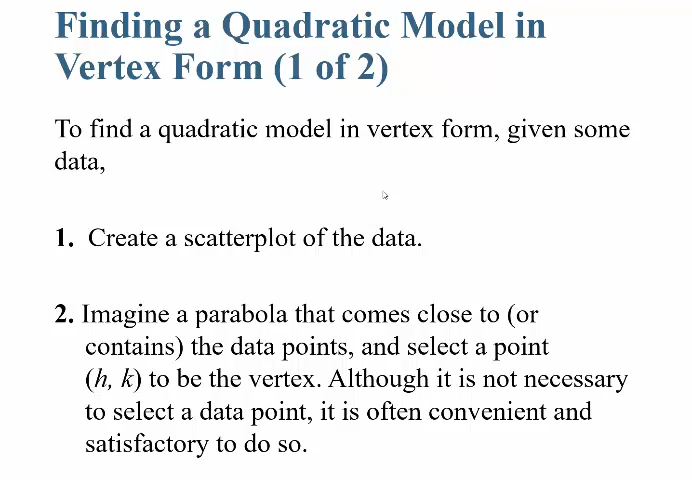 Finding a Quadratic Model in
Vertex Form (1 of 2)
To find a quadratic model in vertex form, given some
data,
1. Create a scatterplot of the data.
2. Imagine a parabola that comes close to (or
contains) the data points, and select a point
(h, k) to be the vertex. Although it is not necessary
to select a data point, it is often convenient and
satisfactory to do so.